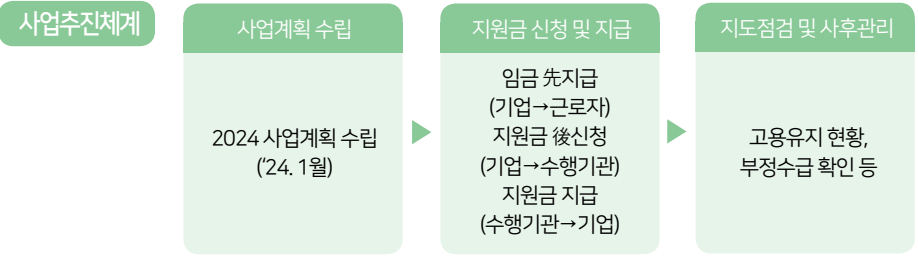 사업추진체계
사업계획 수립
2024 사업계획 수립
(‘24. 1월)
지원금 신청 및 지급
임금 先지급
(기업→근로자)
지원금 後신청
(기업→수행기관)
지원금 지급
(수행기관→기업)
지도점검 및 사후관리
고용유지 현황,
부정수급 확인 등